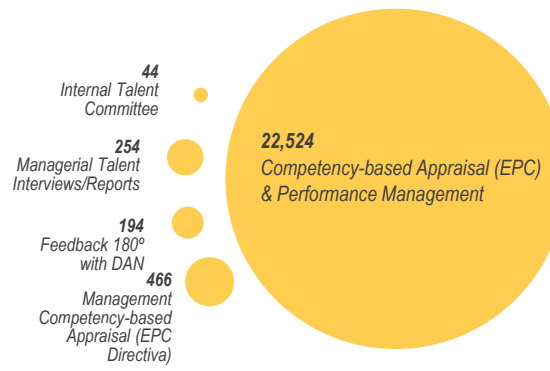 44
Internal Talent
Committee
254
Managerial Talent
Interviews/Reports
194
Feedback 180º
with DAN
466
Management
Competency-based
Appraisal (EPC
Directiva)
22,524
Competency-based Appraisal (EPC)
& Performance Management